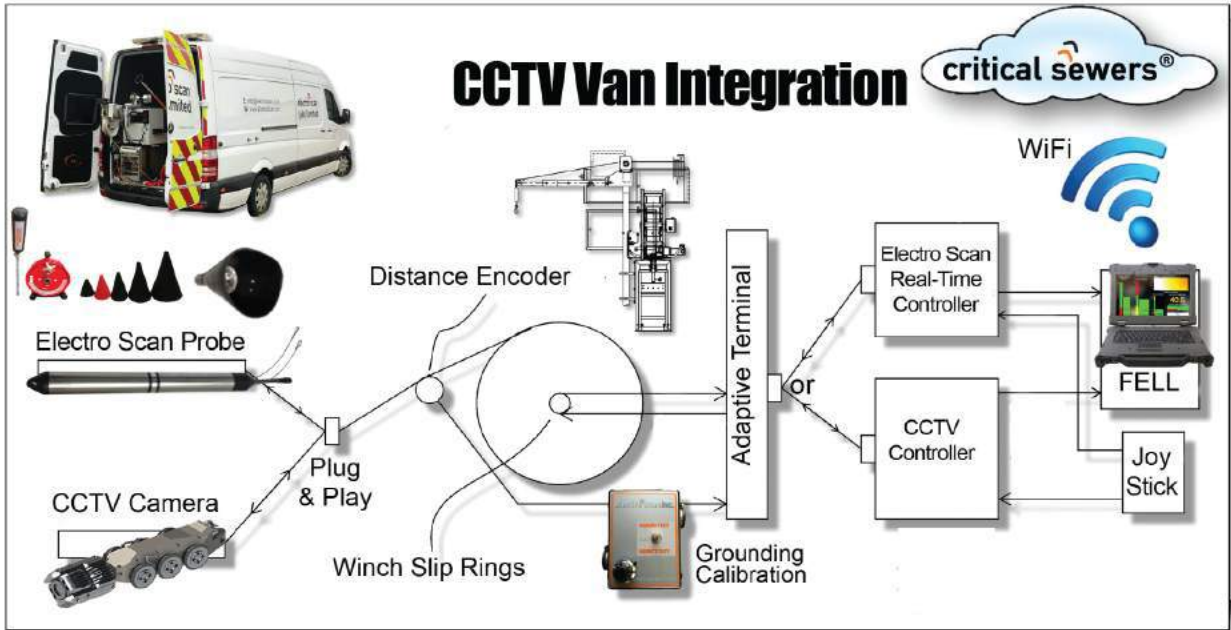 CCTV Van Integration
critical sewers®
WiFi
Electro Scan
Real-Time
Controller
Distance Encoder
Electro Scan Probe
Adaptive Terminal
or
FELL
CCTV
Controller
Joy
Stick
Plug
& Play
CCTV Camera
Winch Slip Rings
Grounding
Calibration